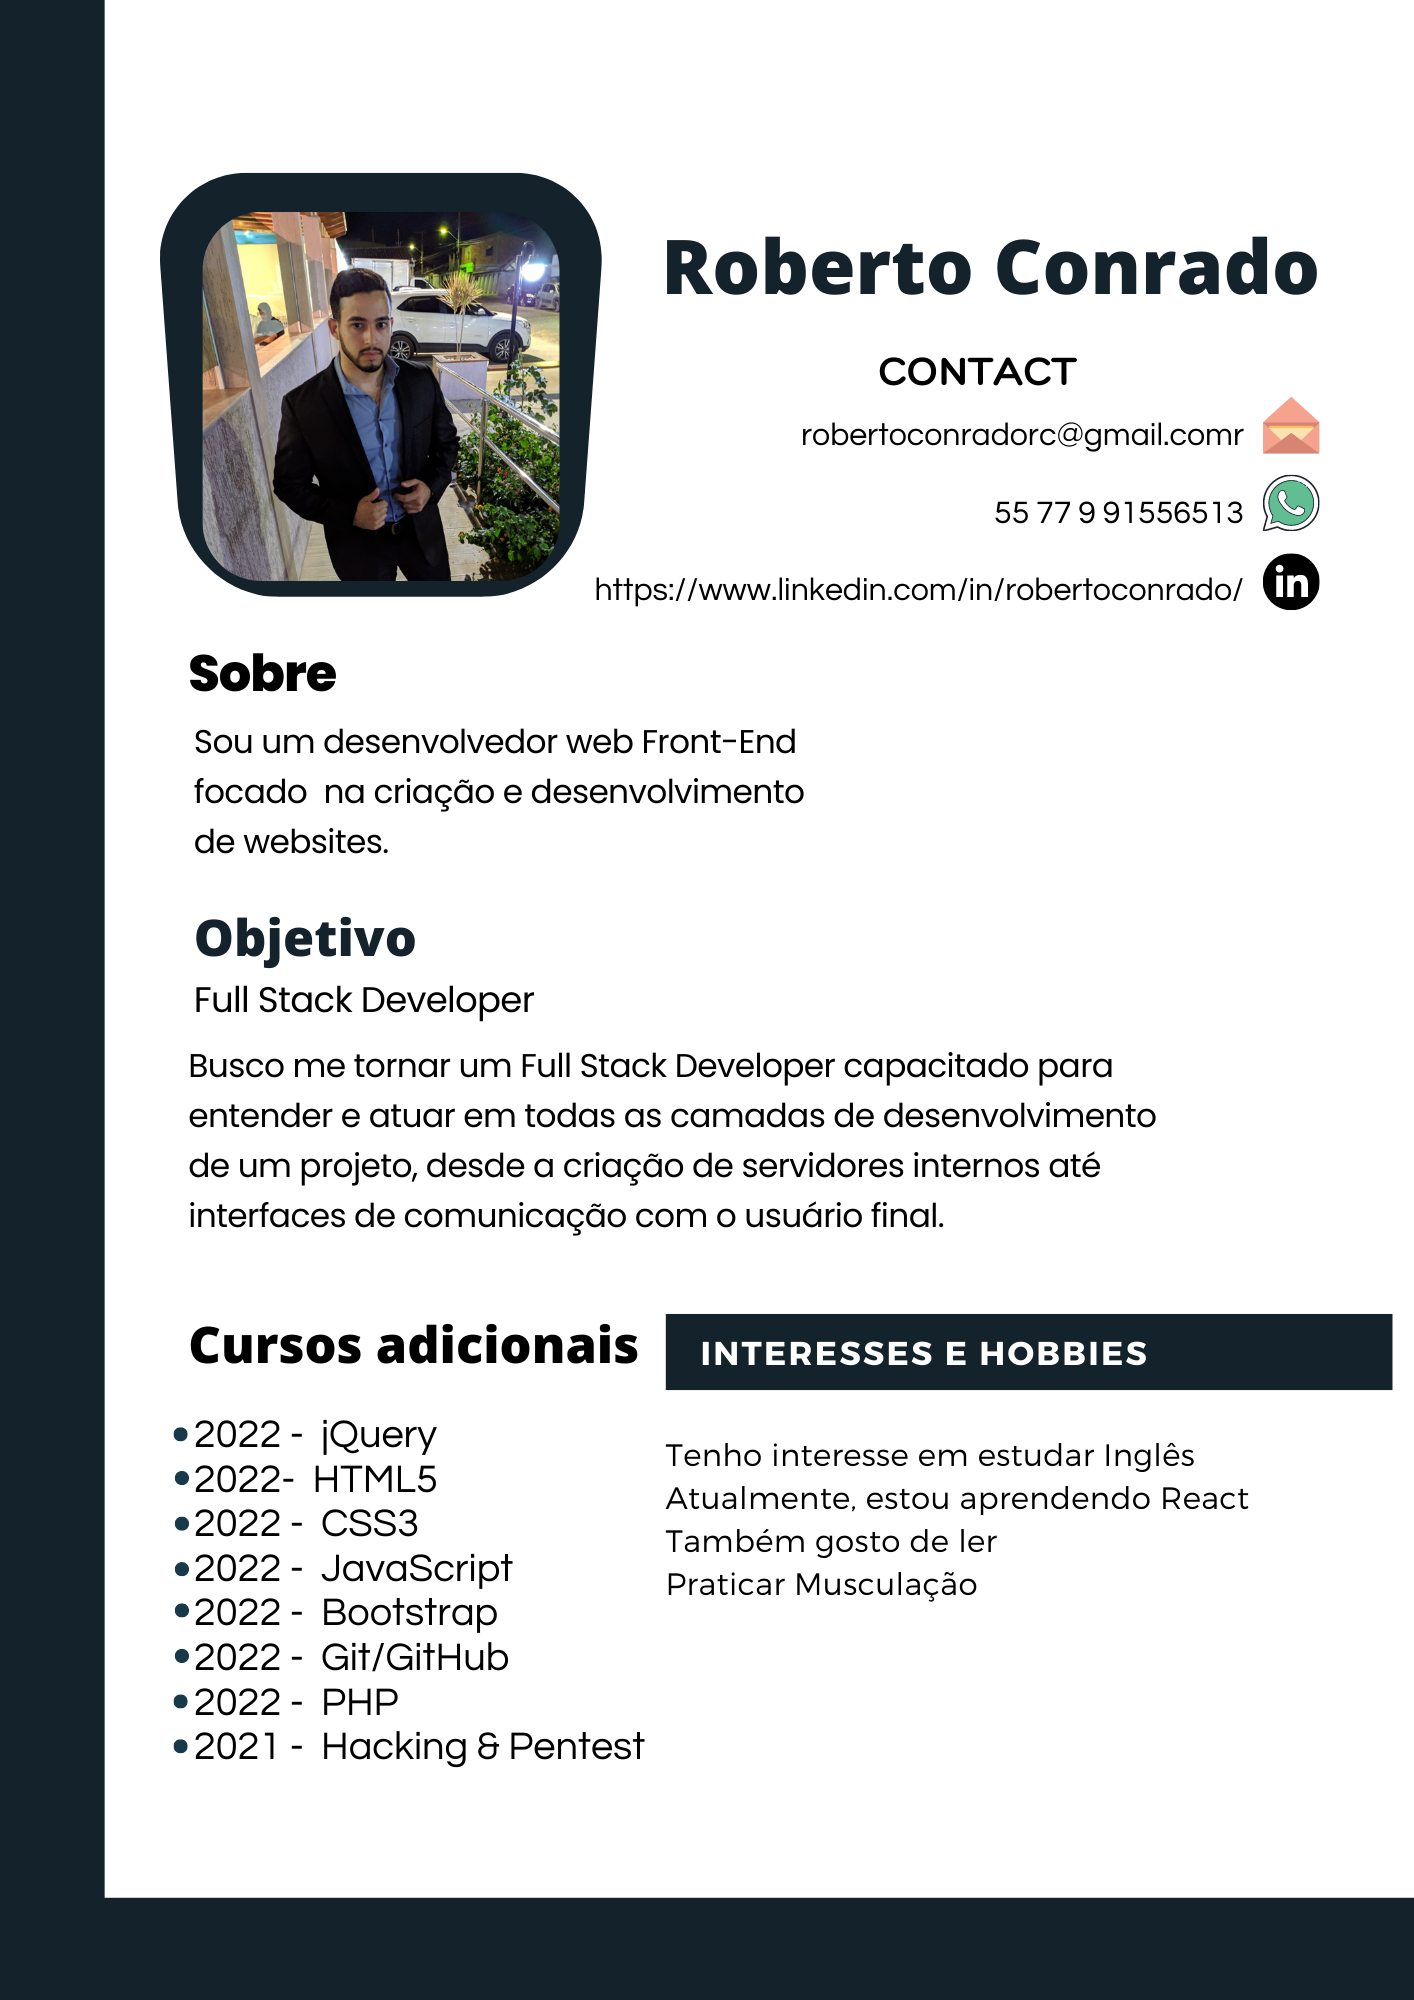 Roberto Conrado
CONTACT
robertoconradorc@gmail.comr
55 77 9 91556513
https://www.linkedin.com/in/robertoconrado/
in
Sobre
Sou um desenvolvedor web Front-End
focado  na criação e desenvolvimento
de websites.
Objetivo
Full Stack Developer
Busco me tornar um Full Stack Developer capacitado para
entender e atuar em todas as camadas de desenvolvimento
de um projeto, desde a criação de servidores internos até
interfaces de comunicação com o usuário final.
Cursos adicionais
2022 -  jQuery
2022-  HTML5
2022 -  CSS3
2022 -  JavaScript
2022 -  Bootstrap
2022 -  Git/GitHub
2022 -  PHP
2021 -  Hacking & Pentest
INTERESSES E HOBBIES
Tenho interesse em estudar Inglês
Atualmente, estou aprendendo React
Também gosto de ler
Praticar Musculação